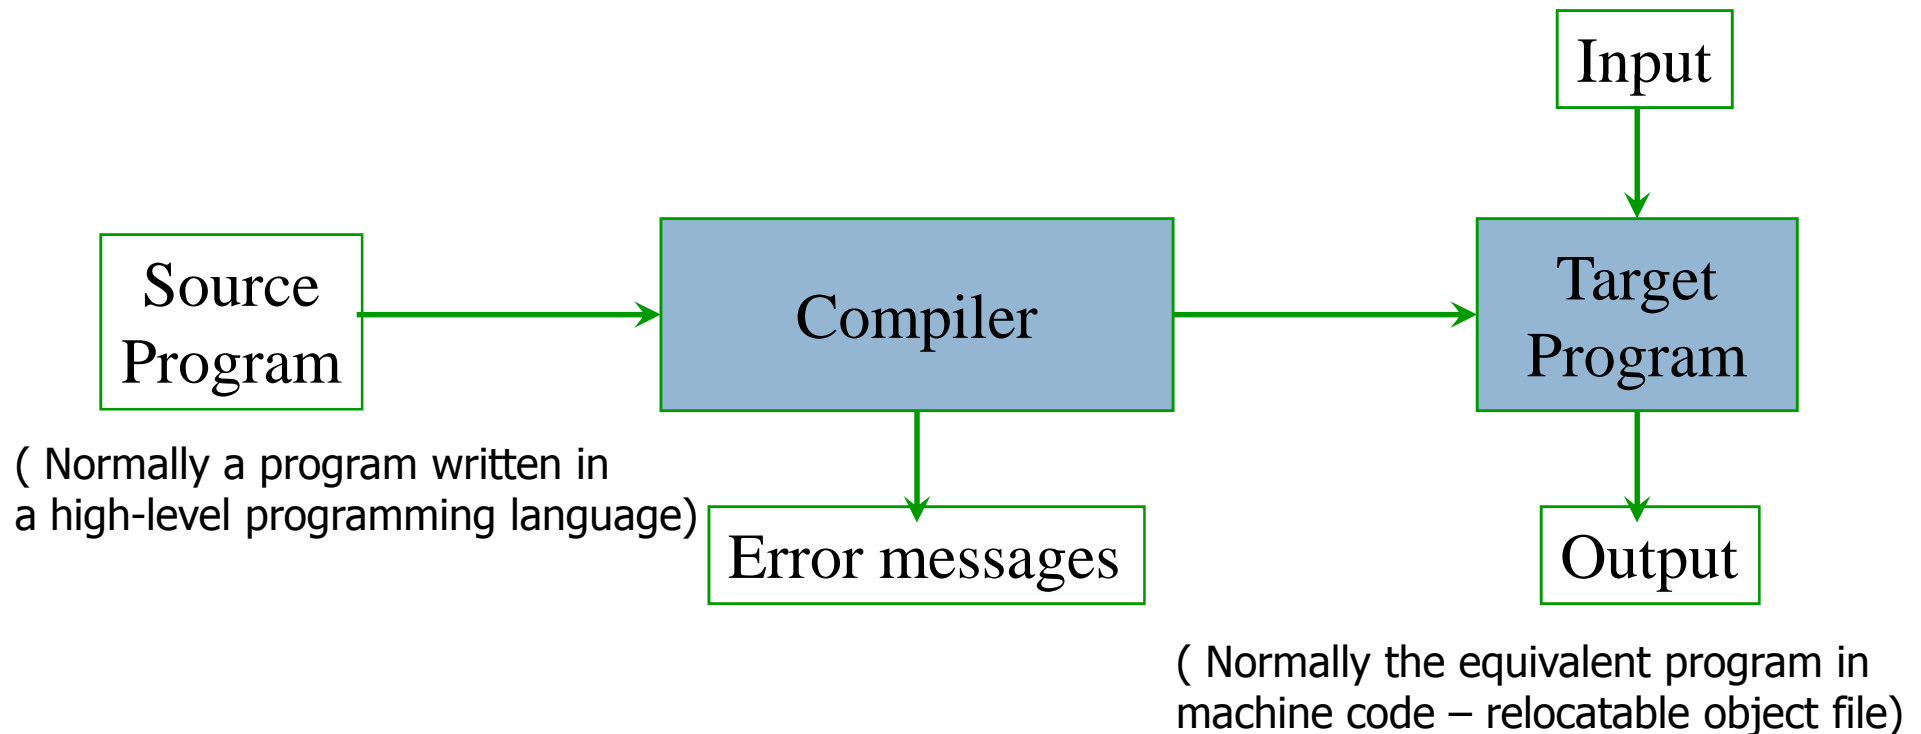 Input
Source
Program
Compiler
Target
Program
( Normally a program written in
a high-level programming language)
Error messages
Output
( Normally the equivalent program in
machine code – relocatable object file)